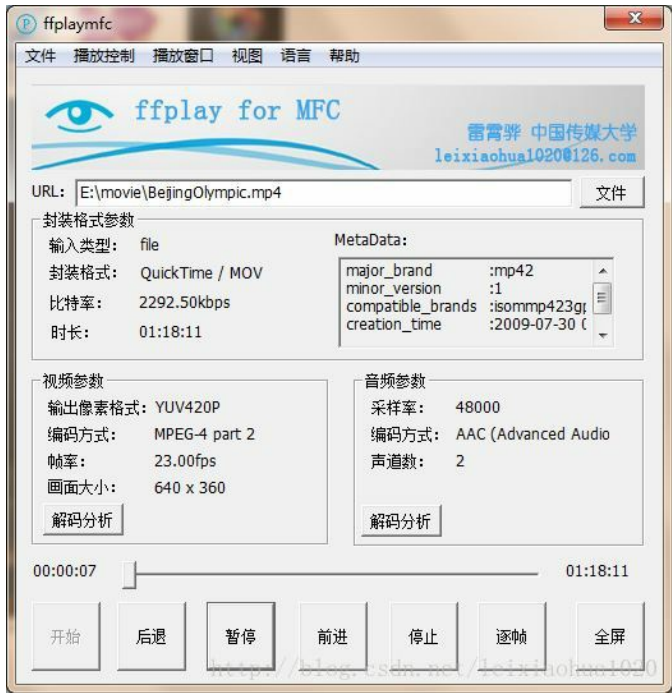 ffplaymfc
文件 播放控制 播放窗口 视图 语言 帮助
ffplay for MFC
雷霄骅 中国传媒大学
leixiaohua1020@126.com
URL: E:\movie\BeijingOlympic.mp4 文件
封装格式参数
输入类型: file
封装格式: QuickTime / MOV
比特率: 2292.50kbps
时长: 01:18:11
MetaData:
major_brand :mp42
minor_version :1
compatible_brands :isommp423gp
creation_time :2009-07-30 0
视频参数
输出像素格式: YUV420P
编码方式: MPEG-4 part 2
帧率: 23.00fps
画面大小: 640 x 360
解码分析
音频参数
采样率: 48000
编码方式: AAC (Advanced Audio
声道数: 2
解码分析
00:00:07 01:18:11
开始 后退 暂停 前进 停止 逐帧 全屏
http://blog.csdn.net/leixiaohua1020